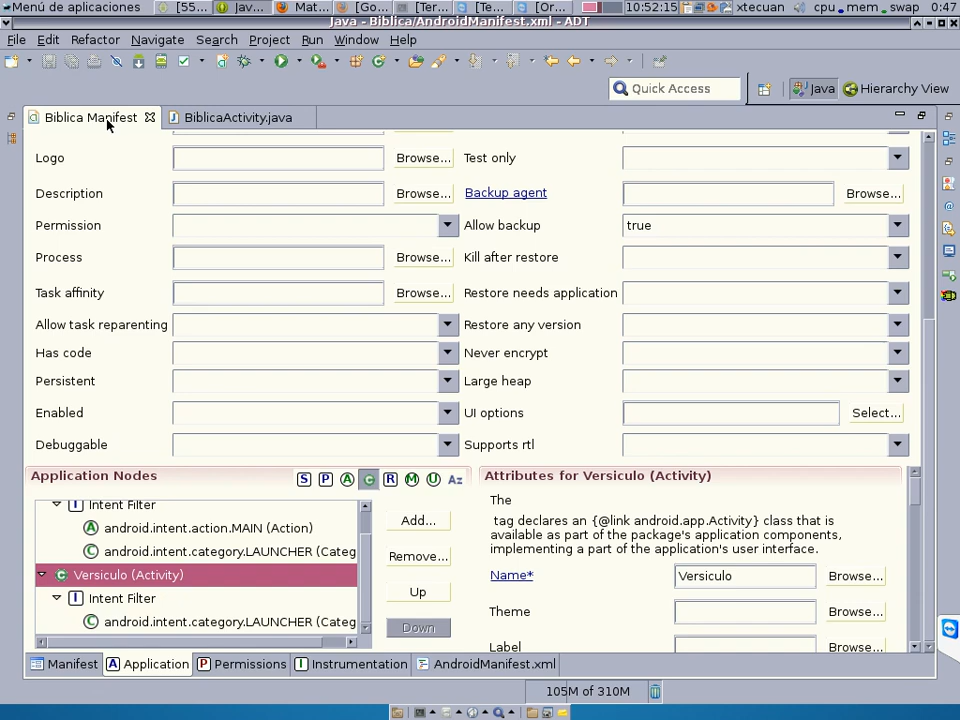 Menú de aplicaciones [55... Jav... Mat... [Go... [Ter... [Ter... [Or... 10:52:15 xtecuan cpu mem swap 0:47
Java - Biblica/AndroidManifest.xml - ADT
File Edit Refactor Navigate Search Project Run Window Help
Quick Access Java Hierarchy View
Biblica Manifest BiblicaActivity.java
Logo Browse... Test only
Description Browse... Backup agent Browse...
Permission Allow backup true
Process Browse... Kill after restore
Task affinity Browse... Restore needs application
Allow task reparenting Restore any version
Has code Never encrypt
Persistent Large heap
Enabled UI options Select...
Debuggable Supports rtl
Application Nodes S P A C R M U Az Attributes for Versiculo (Activity)
I Intent Filter The
A android.intent.action.MAIN (Action) Add... tag declares an {@link android.app.Activity} class that is
available as part of the package's application components,
C android.intent.category.LAUNCHER (Categ Remove... implementing a part of the application's user interface.
C Versiculo (Activity) Name* Versiculo Browse...
I Intent Filter Up Theme Browse...
C android.intent.category.LAUNCHER (Categ Down
Label Browse...
Manifest A Application P Permissions I Instrumentation AndroidManifest.xml
105M of 310M